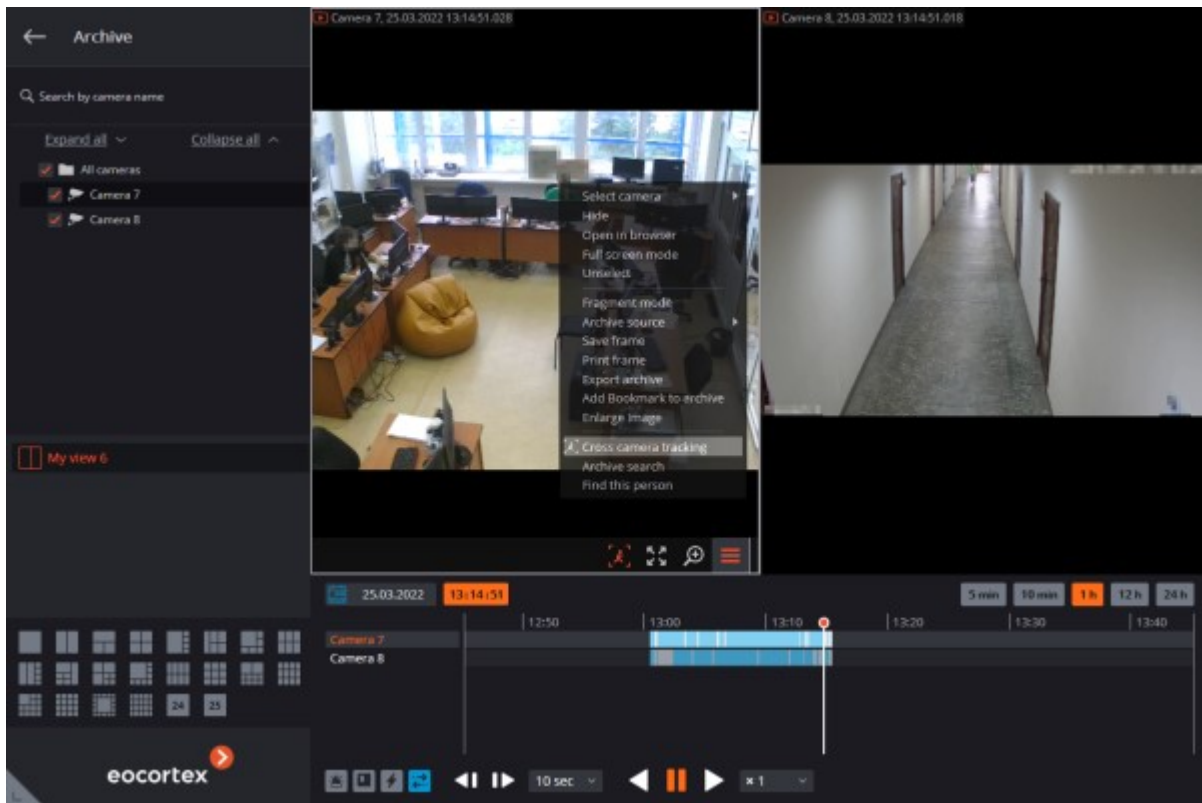 Archive
Search by camera name
Expand all
Collapse all
All cameras
Camera 7
Camera 8
My view 6
24
25
eocortex
Camera 7, 25.03.2022 13:14:51.028
Camera 8, 25.03.2022 13:14:51.018
Select camera
Hide
Open in browser
Full screen mode
Unselect
Fragment mode
Archive source
Save frame
Print frame
Export archive
Add Bookmark to archive
Enlarge Image
Cross camera tracking
Archive search
Find this person
25.03.2022
13:14:51
5 min
10 min
1 h
12 h
24 h
12:50
13:00
13:10
13:20
13:30
13:40
Camera 7
Camera 8
10 sec
× 1